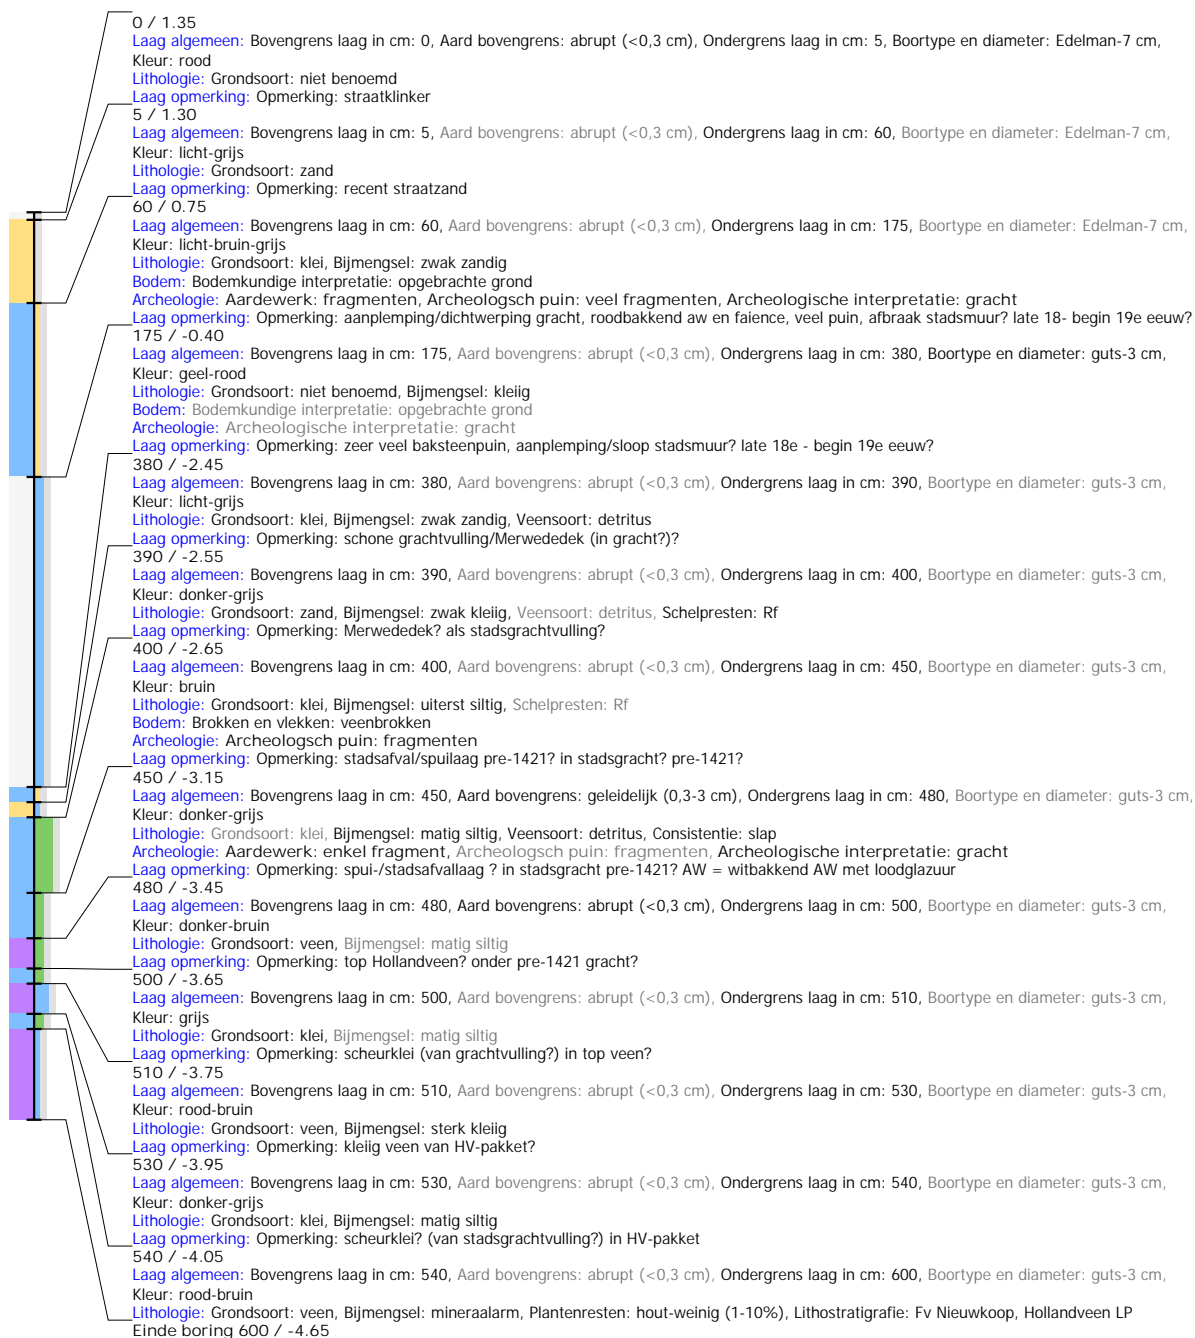 0 / 1.35
Laag algemeen: Bovengrens laag in cm: 0, Aard bovengrens: abrupt (<0,3 cm), Ondergrens laag in cm: 5, Boortype en diameter: Edelman-7 cm,
Kleur: rood
Lithologie: Grondsoort: niet benoemd
Laag opmerking: Opmerking: straatklinker
5 / 1.30
Laag algemeen: Bovengrens laag in cm: 5, Aard bovengrens: abrupt (<0,3 cm), Ondergrens laag in cm: 60, Boortype en diameter: Edelman-7 cm,
Kleur: licht-grijs
Lithologie: Grondsoort: zand
Laag opmerking: Opmerking: recent straatzand
60 / 0.75
Laag algemeen: Bovengrens laag in cm: 60, Aard bovengrens: abrupt (<0,3 cm), Ondergrens laag in cm: 175, Boortype en diameter: Edelman-7 cm,
Kleur: licht-bruin-grijs
Lithologie: Grondsoort: klei, Bijmengsel: zwak zandig
Bodem: Bodemkundige interpretatie: opgebrachte grond
Archeologie: Aardewerk: fragmenten, Archeologsch puin: veel fragmenten, Archeologische interpretatie: gracht
Laag opmerking: Opmerking: aanplemping/dichtwerping gracht, roodbakkend aw en faience, veel puin, afbraak stadsmuur? late 18- begin 19e eeuw?
175 / -0.40
Laag algemeen: Bovengrens laag in cm: 175, Aard bovengrens: abrupt (<0,3 cm), Ondergrens laag in cm: 380, Boortype en diameter: guts-3 cm,
Kleur: geel-rood
Lithologie: Grondsoort: niet benoemd, Bijmengsel: kleiig
Bodem: Bodemkundige interpretatie: opgebrachte grond
Archeologie: Archeologische interpretatie: gracht
Laag opmerking: Opmerking: zeer veel baksteenpuin, aanplemping/sloop stadsmuur? late 18e - begin 19e eeuw?
380 / -2.45
Laag algemeen: Bovengrens laag in cm: 380, Aard bovengrens: abrupt (<0,3 cm), Ondergrens laag in cm: 390, Boortype en diameter: guts-3 cm,
Kleur: licht-grijs
Lithologie: Grondsoort: klei, Bijmengsel: zwak zandig, Veensoort: detritus
Laag opmerking: Opmerking: schone grachtvulling/Merwededek (in gracht?)?
390 / -2.55
Laag algemeen: Bovengrens laag in cm: 390, Aard bovengrens: abrupt (<0,3 cm), Ondergrens laag in cm: 400, Boortype en diameter: guts-3 cm,
Kleur: donker-grijs
Lithologie: Grondsoort: zand, Bijmengsel: zwak kleiig, Veensoort: detritus, Schelpresten: Rf
Laag opmerking: Opmerking: Merwededek? als stadsgrachtvulling?
400 / -2.65
Laag algemeen: Bovengrens laag in cm: 400, Aard bovengrens: abrupt (<0,3 cm), Ondergrens laag in cm: 450, Boortype en diameter: guts-3 cm,
Kleur: bruin
Lithologie: Grondsoort: klei, Bijmengsel: uiterst siltig, Schelpresten: Rf
Bodem: Brokken en vlekken: veenbrokken
Archeologie: Archeologsch puin: fragmenten
Laag opmerking: Opmerking: stadsafval/spuilaag pre-1421? in stadsgracht? pre-1421?
450 / -3.15
Laag algemeen: Bovengrens laag in cm: 450, Aard bovengrens: geleidelijk (0,3-3 cm), Ondergrens laag in cm: 480, Boortype en diameter: guts-3 cm,
Kleur: donker-grijs
Lithologie: Grondsoort: klei, Bijmengsel: matig siltig, Veensoort: detritus, Consistentie: slap
Archeologie: Aardewerk: enkel fragment, Archeologsch puin: fragmenten, Archeologische interpretatie: gracht
Laag opmerking: Opmerking: spui-/stadsafvallaag ? in stadsgracht pre-1421? AW = witbakkend AW met loodglazuur
480 / -3.45
Laag algemeen: Bovengrens laag in cm: 480, Aard bovengrens: abrupt (<0,3 cm), Ondergrens laag in cm: 500, Boortype en diameter: guts-3 cm,
Kleur: donker-bruin
Lithologie: Grondsoort: veen, Bijmengsel: matig siltig
Laag opmerking: Opmerking: top Hollandveen? onder pre-1421 gracht?
500 / -3.65
Laag algemeen: Bovengrens laag in cm: 500, Aard bovengrens: abrupt (<0,3 cm), Ondergrens laag in cm: 510, Boortype en diameter: guts-3 cm,
Kleur: grijs
Lithologie: Grondsoort: klei, Bijmengsel: matig siltig
Laag opmerking: Opmerking: scheurklei (van grachtvulling?) in top veen?
510 / -3.75
Laag algemeen: Bovengrens laag in cm: 510, Aard bovengrens: abrupt (<0,3 cm), Ondergrens laag in cm: 530, Boortype en diameter: guts-3 cm,
Kleur: rood-bruin
Lithologie: Grondsoort: veen, Bijmengsel: sterk kleiig
Laag opmerking: Opmerking: kleiig veen van HV-pakket?
530 / -3.95
Laag algemeen: Bovengrens laag in cm: 530, Aard bovengrens: abrupt (<0,3 cm), Ondergrens laag in cm: 540, Boortype en diameter: guts-3 cm,
Kleur: donker-grijs
Lithologie: Grondsoort: klei, Bijmengsel: matig siltig
Laag opmerking: Opmerking: scheurklei? (van stadsgrachtvulling?) in HV-pakket
540 / -4.05
Laag algemeen: Bovengrens laag in cm: 540, Aard bovengrens: abrupt (<0,3 cm), Ondergrens laag in cm: 600, Boortype en diameter: guts-3 cm,
Kleur: rood-bruin
Lithologie: Grondsoort: veen, Bijmengsel: mineraalarm, Plantenresten: hout-weinig (1-10%), Lithostratigrafie: Fv Nieuwkoop, Hollandveen LP
Einde boring 600 / -4.65